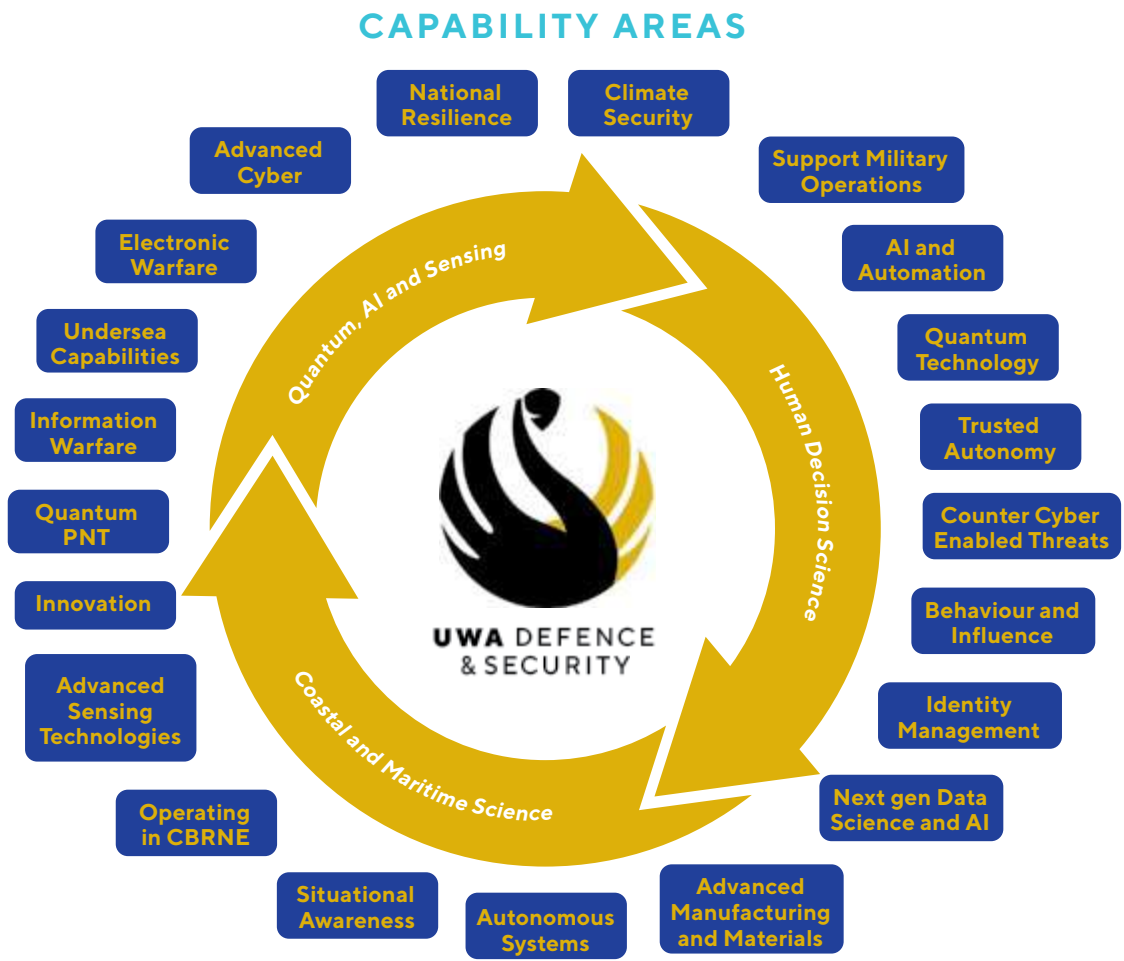 CAPABILITY AREAS
National
Resilience
Climate
Security
Support Military
Operations
AI and
Automation
Quantum
Technology
Trusted
Autonomy
Counter Cyber
Enabled Threats
Behaviour and
Influence
Identity
Management
Next gen Data
Science and AI
Advanced
Manufacturing
and Materials
Autonomous
Systems
Situational
Awareness
Operating
in CBRNE
Advanced
Sensing
Technologies
Innovation
Quantum
PNT
Information
Warfare
Undersea
Capabilities
Electronic
Warfare
Advanced
Cyber
Quantum, AI and Sensing
Human Decision Science
Coastal and Maritime Science
UWA DEFENCE
& SECURITY